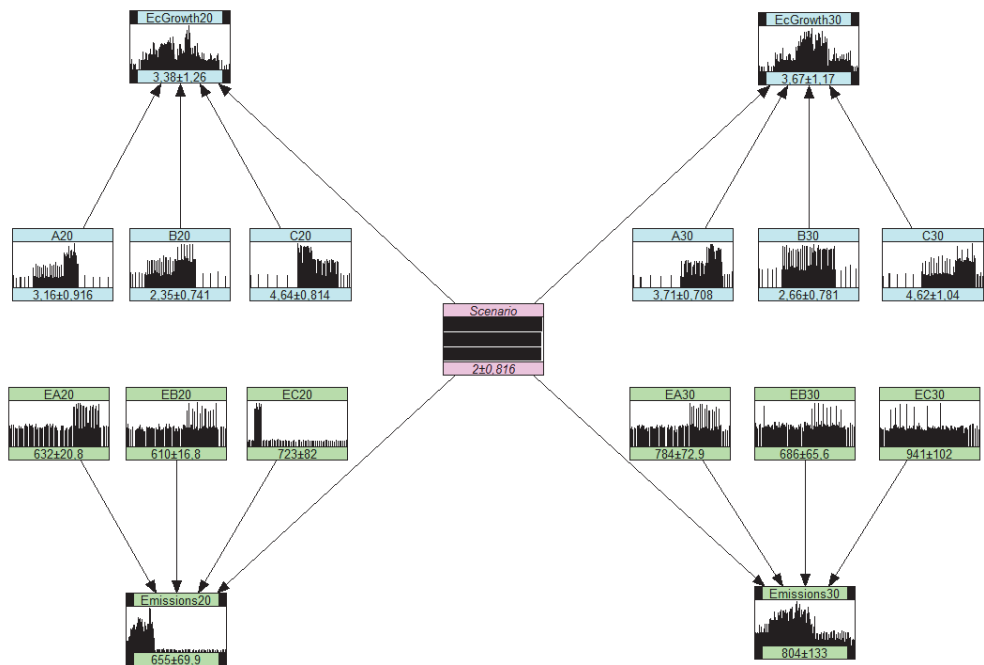 EcGrowth20
3.38±1.26
EcGrowth30
3.67±1.17
A20
3.16±0.916
B20
2.35±0.741
C20
4.64±0.814
A30
3.71±0.708
B30
2.66±0.781
C30
4.62±1.04
Scenario
2±0.816
EA20
632±20.8
EB20
610±16.8
EC20
723±82
EA30
784±72.9
EB30
686±65.6
EC30
941±102
Emissions20
655±69.9
Emissions30
804±133